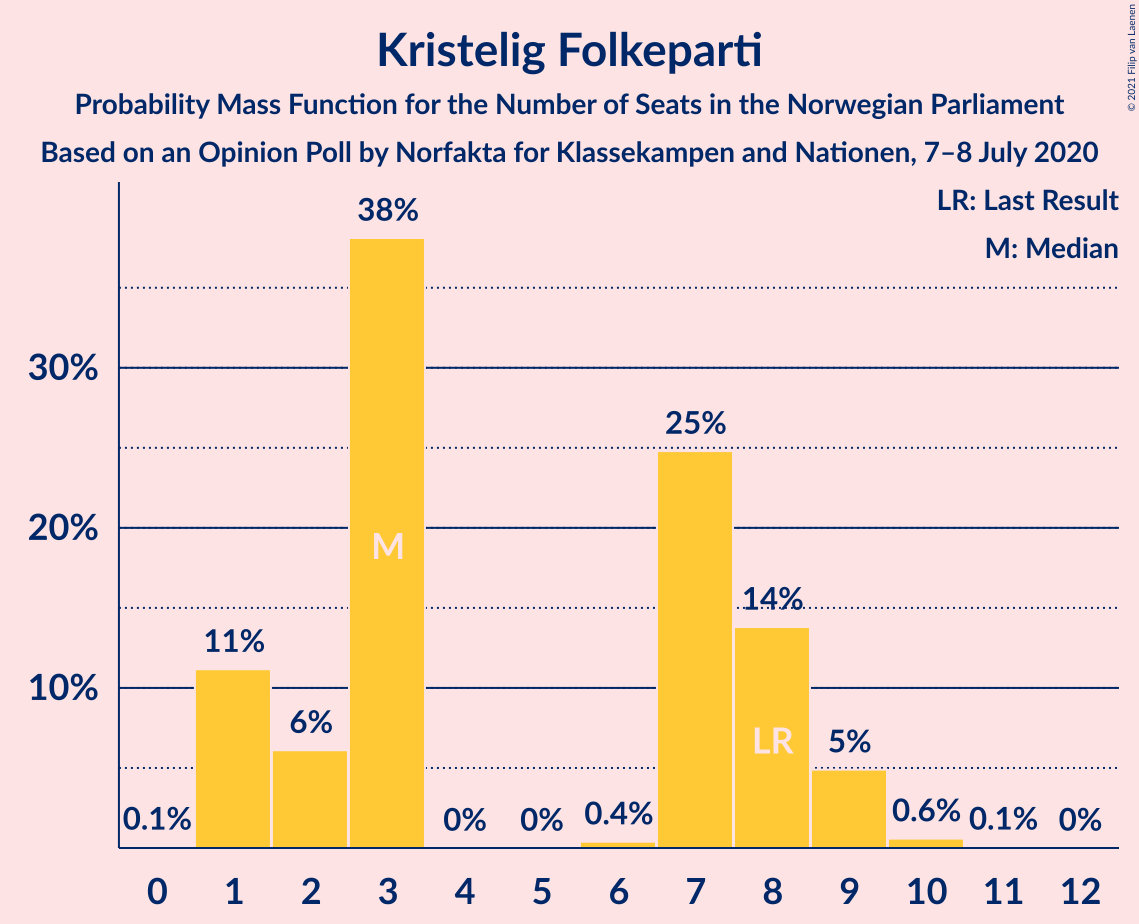 © 2021 Filip van Laenen
Kristelig Folkeparti
Probability Mass Function for the Number of Seats in the Norwegian Parliament
Based on an Opinion Poll by Norfakta for Klassekampen and Nationen, 7–8 July 2020
LR: Last Result
M: Median
38%
30%
25%
20%
M
14%
11%
10%
6%
LR
5%
0.1%
0%
0%
0.4%
0.6%
0.1%
0%
0 1 2 3 4 5 6 7 8 9 10 11 12